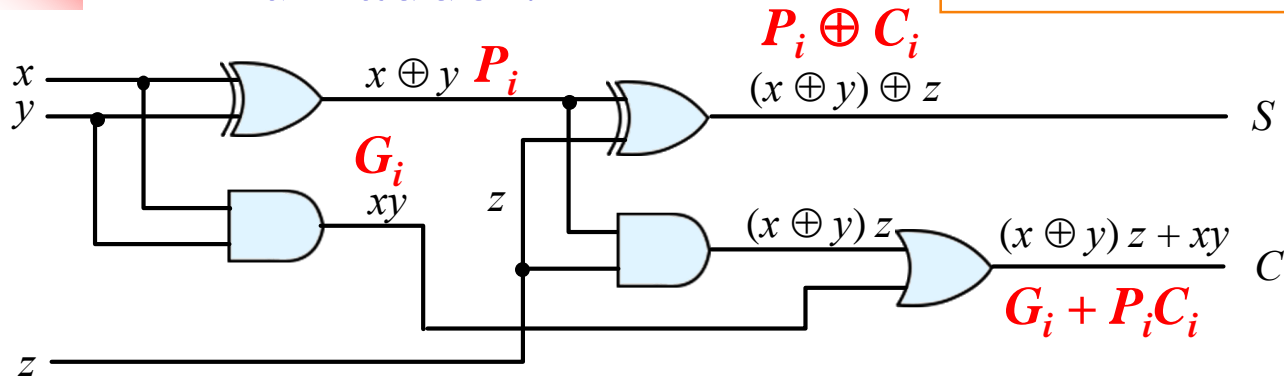 P_i ⊕ C_i
x
x ⊕ y P_i
(x ⊕ y) ⊕ z
y
S
G_i
xy
z
(x ⊕ y) z
(x ⊕ y) z + xy
C
G_i + P_iC_i
z